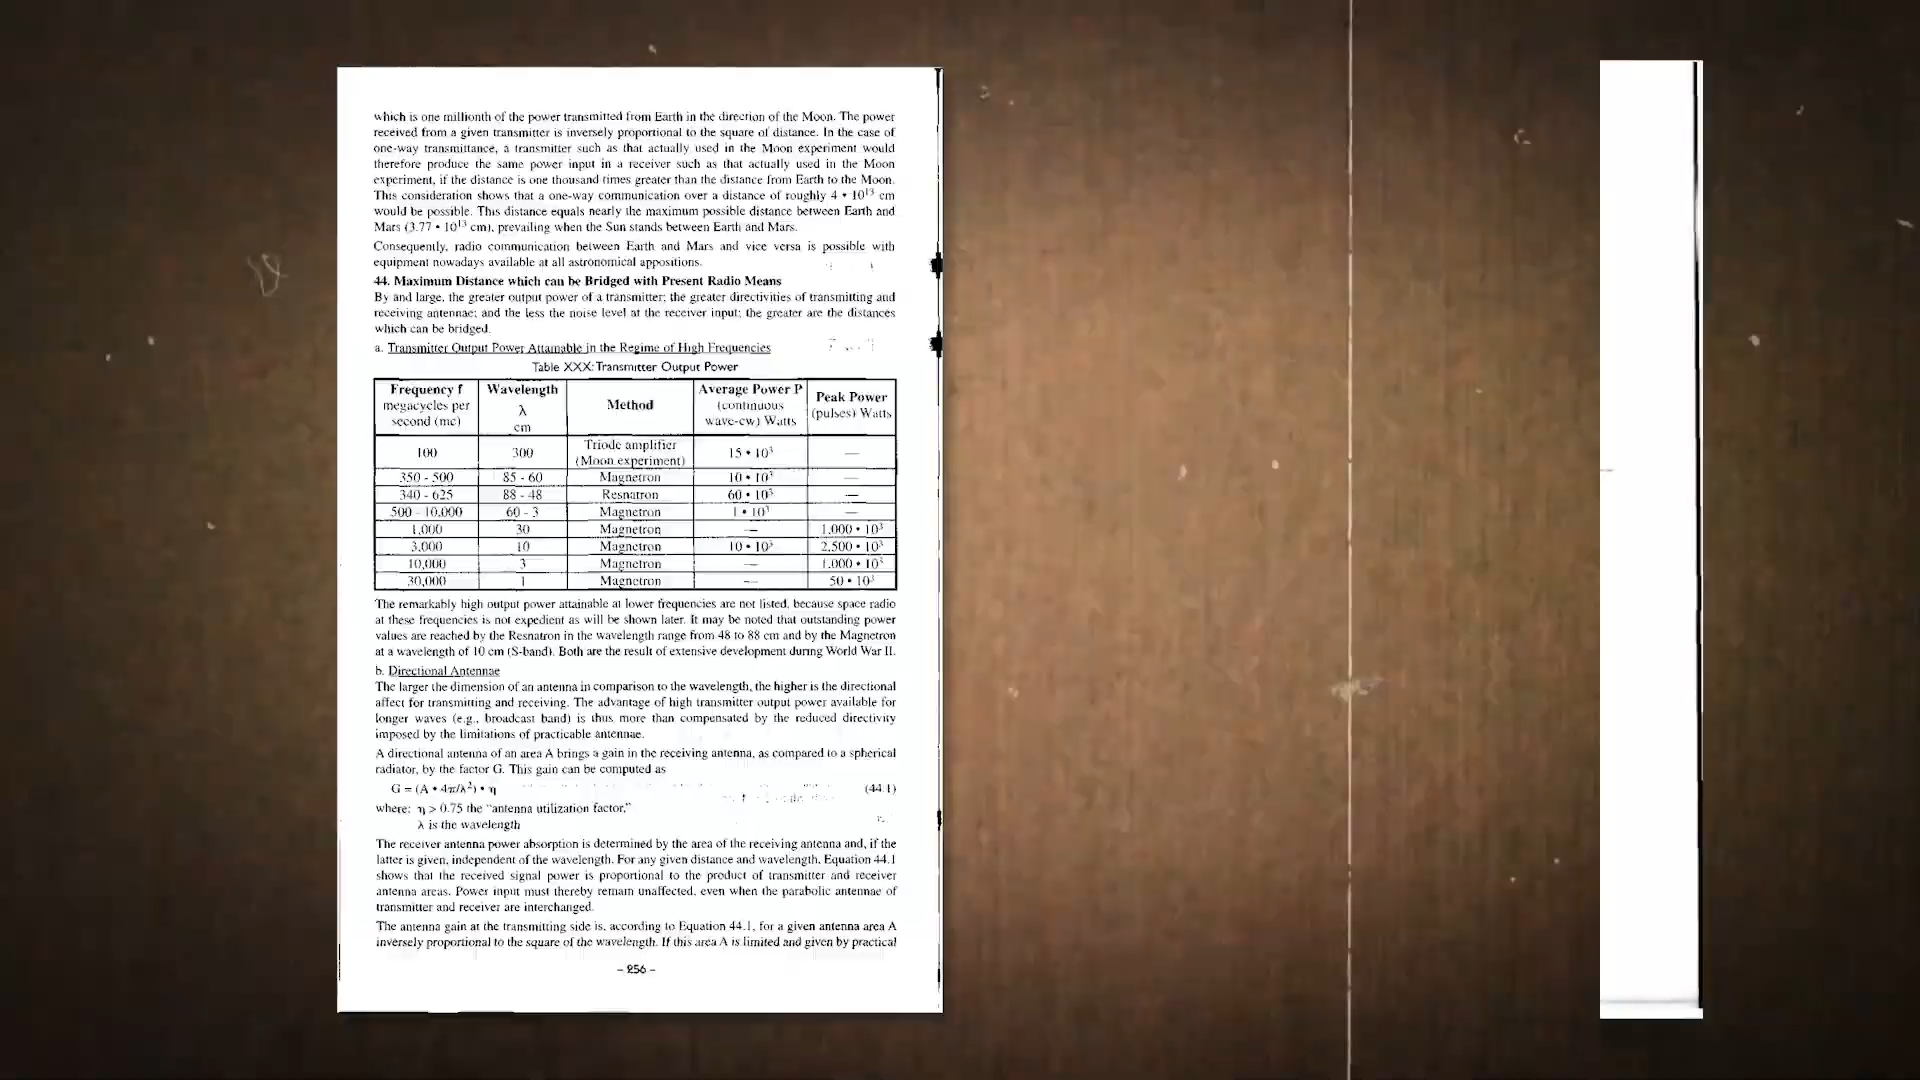 which is one millionth of the power transmitted from Earth in the direction of the Moon. The power
received from a given transmitter is inversely proportional to the square of distance. In the case of
one-way transmittance, a transmitter such as that actually used in the Moon experiment would
therefore produce the same power input in a receiver such as that actually used in the Moon
experiment, if the distance is one thousand times greater than the distance from Earth to the Moon.
This consideration shows that a one-way communication over a distance of roughly 4 • 10¹³ cm
would be possible. This distance equals nearly the maximum possible distance between Earth and
Mars (3.77 • 10¹³ cm), prevailing when the Sun stands between Earth and Mars.
Consequently, radio communication between Earth and Mars and vice versa is possible with
equipment nowadays available at all astronomical appositions.
44. Maximum Distance which can be Bridged with Present Radio Means
By and large, the greater output power of a transmitter; the greater directivities of transmitting and
receiving antennae; and the less the noise level at the receiver input; the greater are the distances
which can be bridged.
a. Transmitter Output Power Attainable in the Regime of High Frequencies
Table XXX: Transmitter Output Power
Frequency f megacycles per second (mc) Wavelength λ cm Method Average Power P (continuous wave-cw) Watts Peak Power (pulses) Watts
100 300 Triode amplifier (Moon experiment) 15 • 10³ —
350 - 500 85 - 60 Magnetron 10 • 10³ —
340 - 625 88 - 48 Resnatron 60 • 10³ —
500 - 10,000 60 - 3 Magnetron 1 • 10³ —
1,000 30 Magnetron — 1,000 • 10³
3,000 10 Magnetron 10 • 10³ 2,500 • 10³
10,000 3 Magnetron — 1,000 • 10³
30,000 1 Magnetron — 50 • 10³
The remarkably high output power attainable at lower frequencies are not listed, because space radio
at these frequencies is not expedient as will be shown later. It may be noted that outstanding power
values are reached by the Resnatron in the wavelength range from 48 to 88 cm and by the Magnetron
at a wavelength of 10 cm (S-band). Both are the result of extensive development during World War II.
b. Directional Antennae
The larger the dimension of an antenna in comparison to the wavelength, the higher is the directional
affect for transmitting and receiving. The advantage of high transmitter output power available for
longer waves (e.g., broadcast band) is thus more than compensated by the reduced directivity
imposed by the limitations of practicable antennae.
A directional antenna of an area A brings a gain in the receiving antenna, as compared to a spherical
radiator, by the factor G. This gain can be computed as
G = (A • 4π/λ²) • η (44.1)
where: η > 0.75 the "antenna utilization factor,"
λ is the wavelength
The receiver antenna power absorption is determined by the area of the receiving antenna and, if the
latter is given, independent of the wavelength. For any given distance and wavelength, Equation 44.1
shows that the received signal power is proportional to the product of transmitter and receiver
antenna areas. Power input must thereby remain unaffected, even when the parabolic antennae of
transmitter and receiver are interchanged.
The antenna gain at the transmitting side is, according to Equation 44.1, for a given antenna area A
inversely proportional to the square of the wavelength. If this area A is limited and given by practical
- 256 -